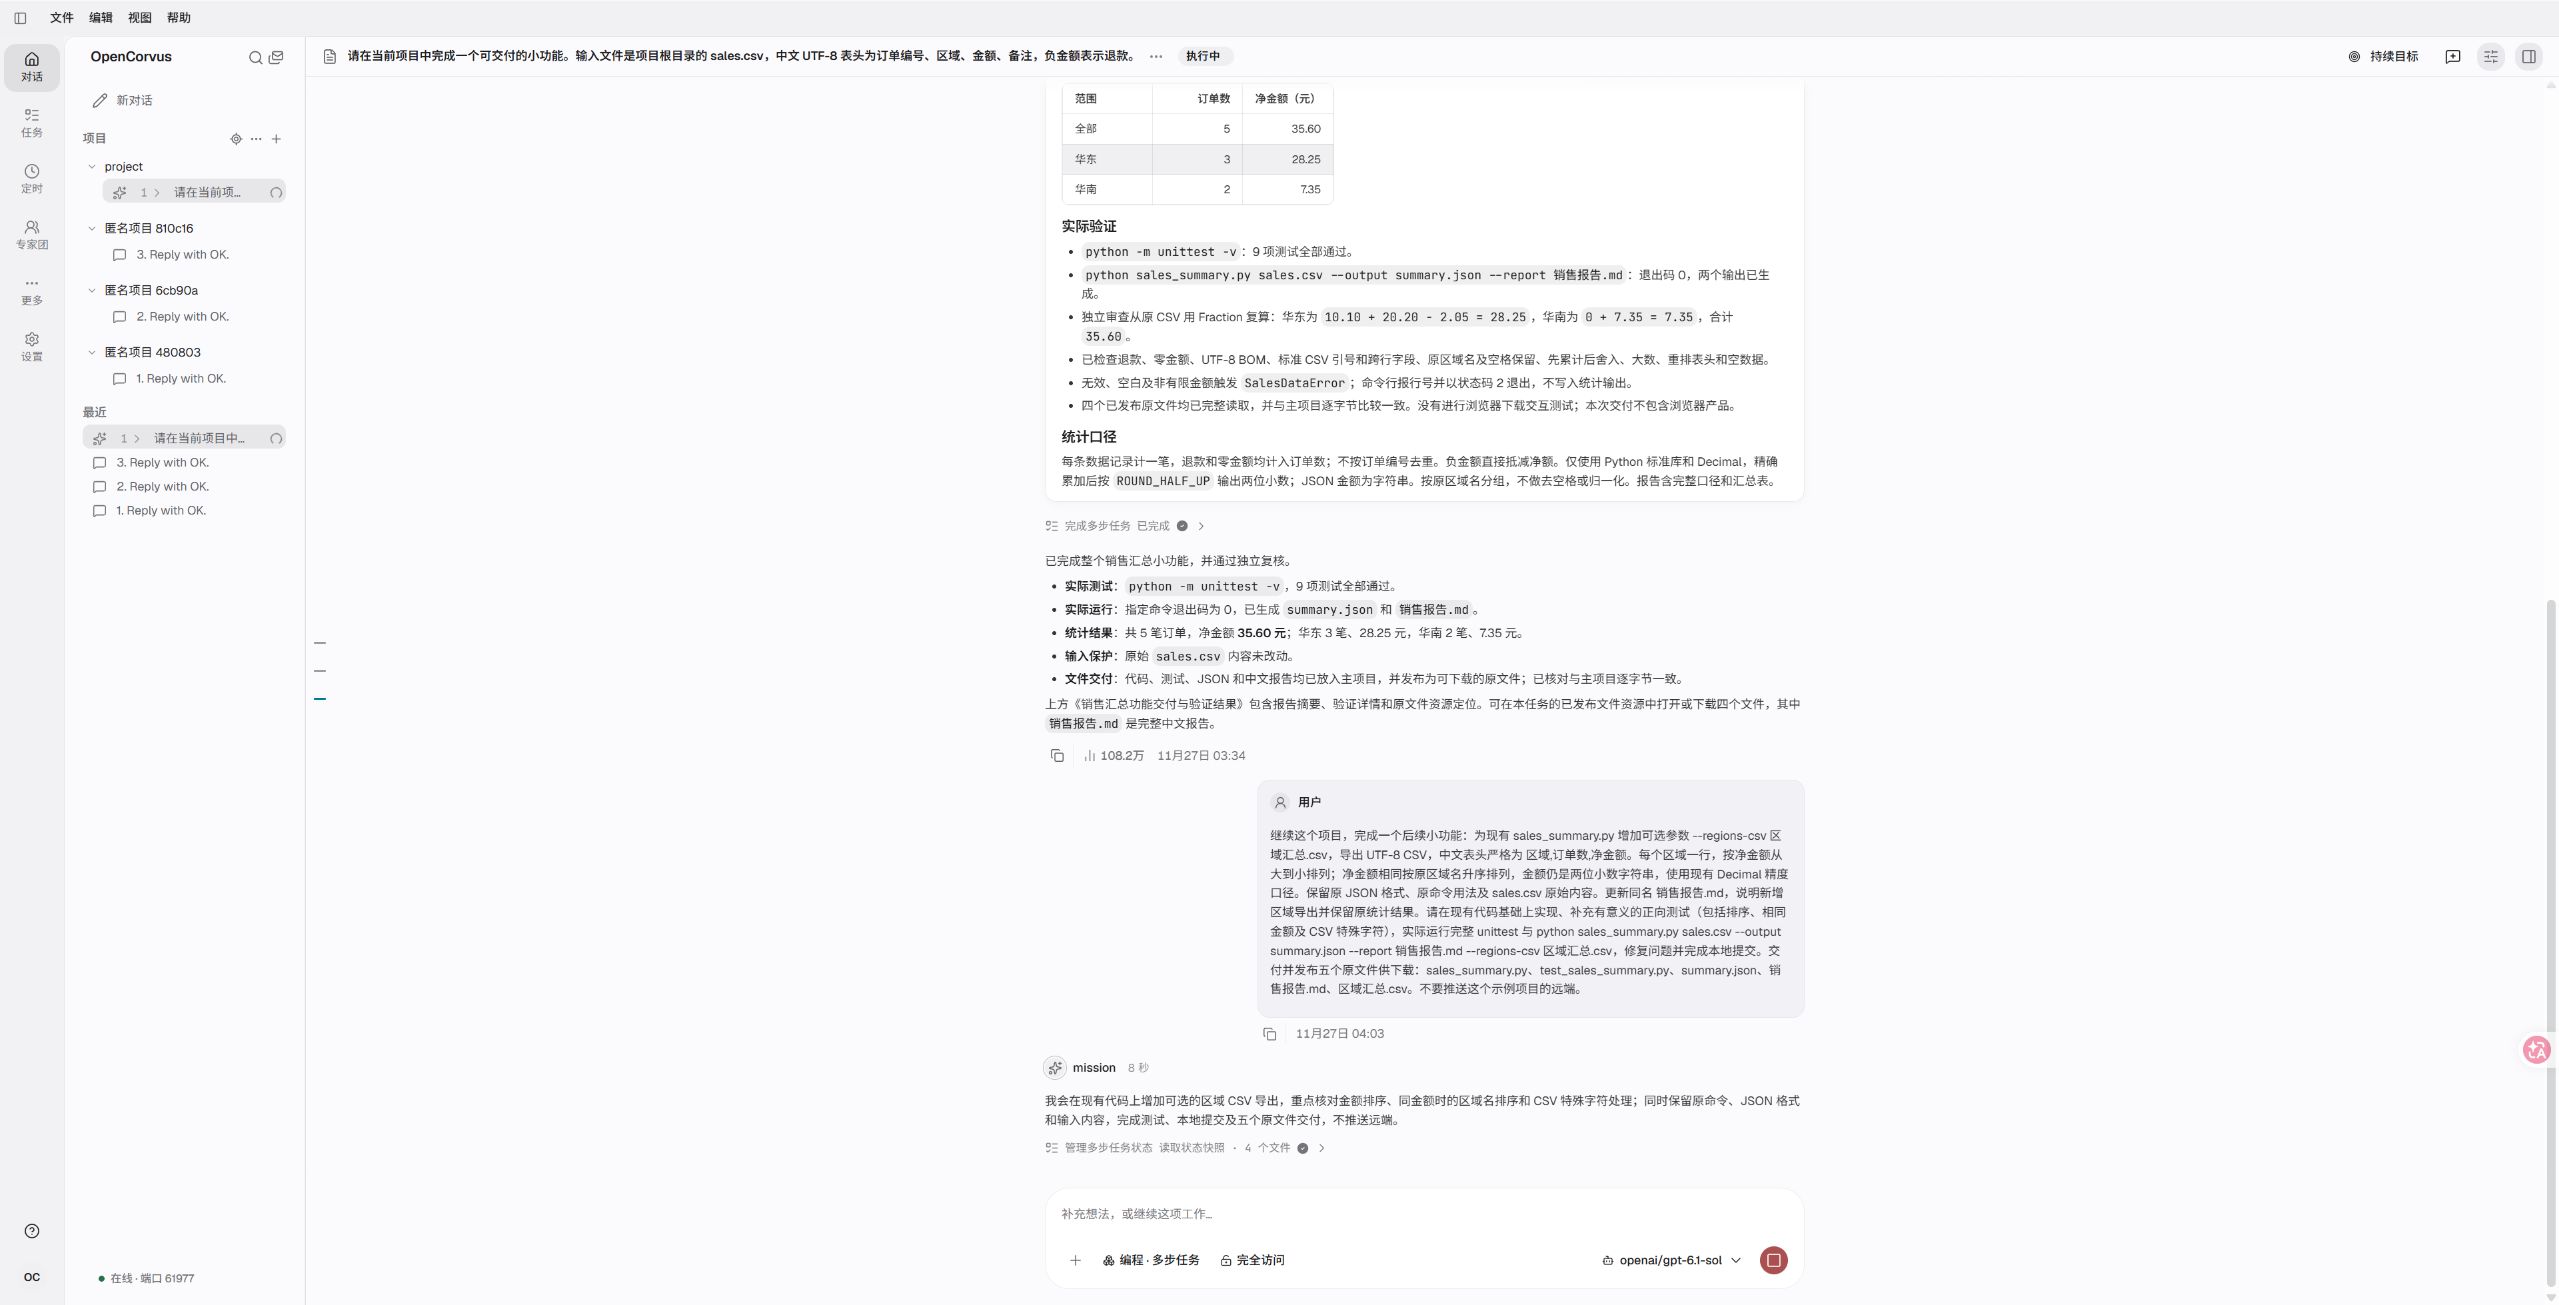 文件 编辑 视图 帮助
对话
任务
定时
专家团
更多
设置
OC
OpenCorvus
新对话
项目
project
1 > 请在当前项...
匿名项目 810c16
3. Reply with OK.
匿名项目 6cb90a
2. Reply with OK.
匿名项目 480803
1. Reply with OK.
最近
1 > 请在当前项目中...
3. Reply with OK.
2. Reply with OK.
1. Reply with OK.
在线 · 端口 61977
请在当前项目中完成一个可交付的小功能。输入文件是项目根目录的 sales.csv，中文 UTF-8 表头为订单编号、区域、金额、备注，负金额表示退款。 ··· 执行中
持续目标
范围 订单数 净金额（元）
全部 5 35.60
华东 3 28.25
华南 2 7.35
实际验证
• python -m unittest -v：9 项测试全部通过。
• python sales_summary.py sales.csv --output summary.json --report 销售报告.md：退出码 0，两个输出已生
成。
• 独立审查从原 CSV 用 Fraction 复算：华东为 10.10 + 20.20 - 2.05 = 28.25，华南为 0 + 7.35 = 7.35，合计
35.60。
• 已检查退款、零金额、UTF-8 BOM、标准 CSV 引号和跨行字段、原区域名及空格保留、先累计后舍入、大数、重排表头和空数据。
• 无效、空白及非有限金额触发 SalesDataError；命令行报行号并以状态码 2 退出，不写入统计输出。
• 四个已发布原文件均已完整读取，并与主项目逐字节比较一致。没有进行浏览器下载交互测试；本次交付不包含浏览器产品。
统计口径
每条数据记录计一笔，退款和零金额均计入订单数；不按订单编号去重。负金额直接抵减净额。仅使用 Python 标准库和 Decimal，精确
累加后按 ROUND_HALF_UP 输出两位小数；JSON 金额为字符串。按原区域名分组，不做去空格或归一化。报告含完整口径和汇总表。
完成多步任务 已完成
已完成整个销售汇总小功能，并通过独立复核。
• 实际测试：python -m unittest -v，9 项测试全部通过。
• 实际运行：指定命令退出码为 0，已生成 summary.json 和 销售报告.md。
• 统计结果：共 5 笔订单，净金额 35.60 元；华东 3 笔、28.25 元，华南 2 笔、7.35 元。
• 输入保护：原始 sales.csv 内容未改动。
• 文件交付：代码、测试、JSON 和中文报告均已放入主项目，并发布为可下载的原文件；已核对与主项目逐字节一致。
上方《销售汇总功能交付与验证结果》包含报告摘要、验证详情和原文件资源定位。可在本任务的已发布文件资源中打开或下载四个文件，其中
销售报告.md 是完整中文报告。
108.2万 11月27日 03:34
用户
继续这个项目，完成一个后续小功能：为现有 sales_summary.py 增加可选参数 --regions-csv 区
域汇总.csv，导出 UTF-8 CSV，中文表头严格为 区域,订单数,净金额。每个区域一行，按净金额从
大到小排列；净金额相同按原区域名升序排列，金额仍是两位小数字符串，使用现有 Decimal 精度
口径。保留原 JSON 格式、原命令用法及 sales.csv 原始内容。更新同名 销售报告.md，说明新增
区域导出并保留原统计结果。请在现有代码基础上实现、补充有意义的正向测试（包括排序、相同
金额及 CSV 特殊字符），实际运行完整 unittest 与 python sales_summary.py sales.csv --output
summary.json --report 销售报告.md --regions-csv 区域汇总.csv，修复问题并完成本地提交。交
付并发布五个原文件供下载：sales_summary.py、test_sales_summary.py、summary.json、销
售报告.md、区域汇总.csv。不要推送这个示例项目的远端。
11月27日 04:03
mission 8 秒
我会在现有代码上增加可选的区域 CSV 导出，重点核对金额排序、同金额时的区域名排序和 CSV 特殊字符处理；同时保留原命令、JSON 格式
和输入内容，完成测试、本地提交及五个原文件交付，不推送远端。
管理多步任务状态 读取状态快照 · 4 个文件
补充想法，或继续这项工作...
编程 · 多步任务 完全访问 openai/gpt-6.1-sol